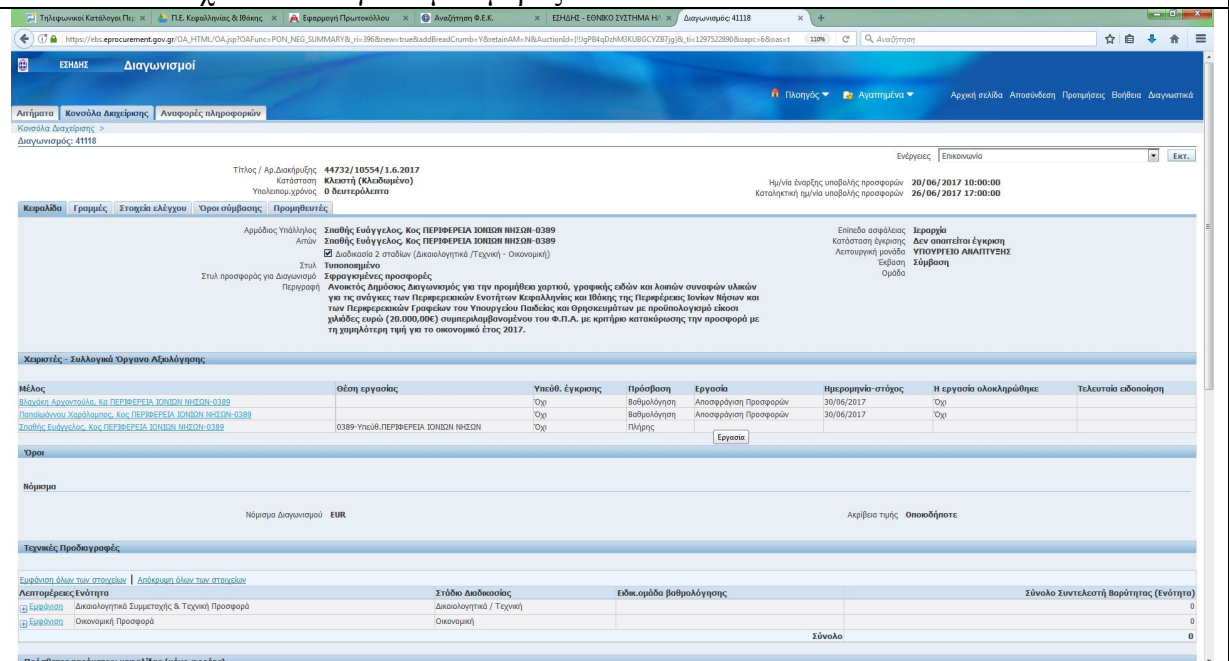 Τηλεφωνικοί Κατάλογοι Περ
Π.Ε. Κεφαλληνίας & Ιθάκης
Εφαρμογή Πρωτοκόλλου
Αναζήτηση Φ.Ε.Κ.
ΕΣΗΔΗΣ - ΕΘΝΙΚΟ ΣΥΣΤΗΜΑ ΗΛ
Διαγωνισμός: 41118
110%
Αναζήτηση
ΕΣΗΔΗΣ Διαγωνισμοί
Πλοηγός Αγαπημένα Αρχική σελίδα Αποσύνδεση Προτιμήσεις Βοήθεια Διαγνωστικά
Αιτήματα Κονσόλα Διαχείρισης Αναφορές πληροφοριών
Κονσόλα Διαχείρισης >
Διαγωνισμός: 41118
Ενέργειες Επικοινωνία Εκτ.
Τίτλος / Αρ.Διακήρυξης 44732/10554/1.6.2017
Κατάσταση Κλειστή (Κλειδωμένο)
Υπολειπομ.χρόνος 0 δευτερόλεπτα
Ημ/νία έναρξης υποβολής προσφορών 20/06/2017 10:00:00
Καταληκτική ημ/νία υποβολής προσφορών 26/06/2017 17:00:00
Κεφαλίδα Γραμμές Στοιχεία ελέγχου Όροι σύμβασης Προμηθευτές
Αρμόδιος Υπάλληλος Σπαθής Ευάγγελος, Κος ΠΕΡΙΦΕΡΕΙΑ ΙΟΝΙΩΝ ΝΗΣΩΝ-0389
Αιτών Σπαθής Ευάγγελος, Κος ΠΕΡΙΦΕΡΕΙΑ ΙΟΝΙΩΝ ΝΗΣΩΝ-0389
Διαδικασία 2 σταδίων (Δικαιολογητικά /Τεχνική - Οικονομική)
Στυλ Τυποποιημένο
Στυλ προσφοράς για Διαγωνισμό Σφραγισμένες προσφορές
Περιγραφή Ανοικτός Δημόσιος Διαγωνισμός για την προμήθεια χαρτιού, γραφικής ειδών και λοιπών συναφών υλικών
για τις ανάγκες των Περιφερειακών Ενοτήτων Κεφαλληνίας και Ιθάκης της Περιφέρειας Ιονίων Νήσων και
των Περιφερειακών Γραφείων του Υπουργείου Παιδείας και Θρησκευμάτων με προϋπολογισμό είκοσι
χιλιάδες ευρώ (20.000,00€) συμπεριλαμβανομένου του Φ.Π.Α. με κριτήριο κατακύρωσης την προσφορά με
τη χαμηλότερη τιμή για το οικονομικό έτος 2017.
Επίπεδο ασφάλειας Ιεραρχία
Κατάσταση έγκρισης Δεν απαιτείται έγκριση
Λειτουργική μονάδα ΥΠΟΥΡΓΕΙΟ ΑΝΑΠΤΥΞΗΣ
Έκβαση Σύμβαση
Ομάδα
Χειριστές - Συλλογικά Όργανα Αξιολόγησης
Μέλος Θέση εργασίας Υπεύθ. έγκρισης Πρόσβαση Εργασία Ημερομηνία-στόχος Η εργασία ολοκληρώθηκε Τελευταία ειδοποίηση
Βλαχάκη Αρχοντούλα, Κα ΠΕΡΙΦΕΡΕΙΑ ΙΟΝΙΩΝ ΝΗΣΩΝ-0389 Όχι Βαθμολόγηση Αποσφράγιση Προσφορών 30/06/2017 Όχι
Παπαϊωάννου Χαράλαμπος, Κος ΠΕΡΙΦΕΡΕΙΑ ΙΟΝΙΩΝ ΝΗΣΩΝ-0389 Όχι Βαθμολόγηση Αποσφράγιση Προσφορών 30/06/2017 Όχι
Σπαθής Ευάγγελος, Κος ΠΕΡΙΦΕΡΕΙΑ ΙΟΝΙΩΝ ΝΗΣΩΝ-0389 0389-Υπεύθ.ΠΕΡΙΦΕΡΕΙΑ ΙΟΝΙΩΝ ΝΗΣΩΝ Όχι Πλήρης
Εργασία
Όροι
Νόμισμα
Νόμισμα Διαγωνισμού EUR Ακρίβεια τιμής Οποιοδήποτε
Τεχνικές Προδιαγραφές
Εμφάνιση όλων των στοιχείων | Απόκρυψη όλων των στοιχείων
Λεπτομέρειες Ενότητα Στάδιο Διαδικασίας Ειδικ.ομάδα βαθμολόγησης Σύνολο Συντελεστή Βαρύτητας (Ενότητα)
Εμφάνιση Δικαιολογητικά Συμμετοχής & Τεχνική Προσφορά Δικαιολογητικά / Τεχνική 0
Εμφάνιση Οικονομική Προσφορά Οικονομική 0
Σύνολο 0